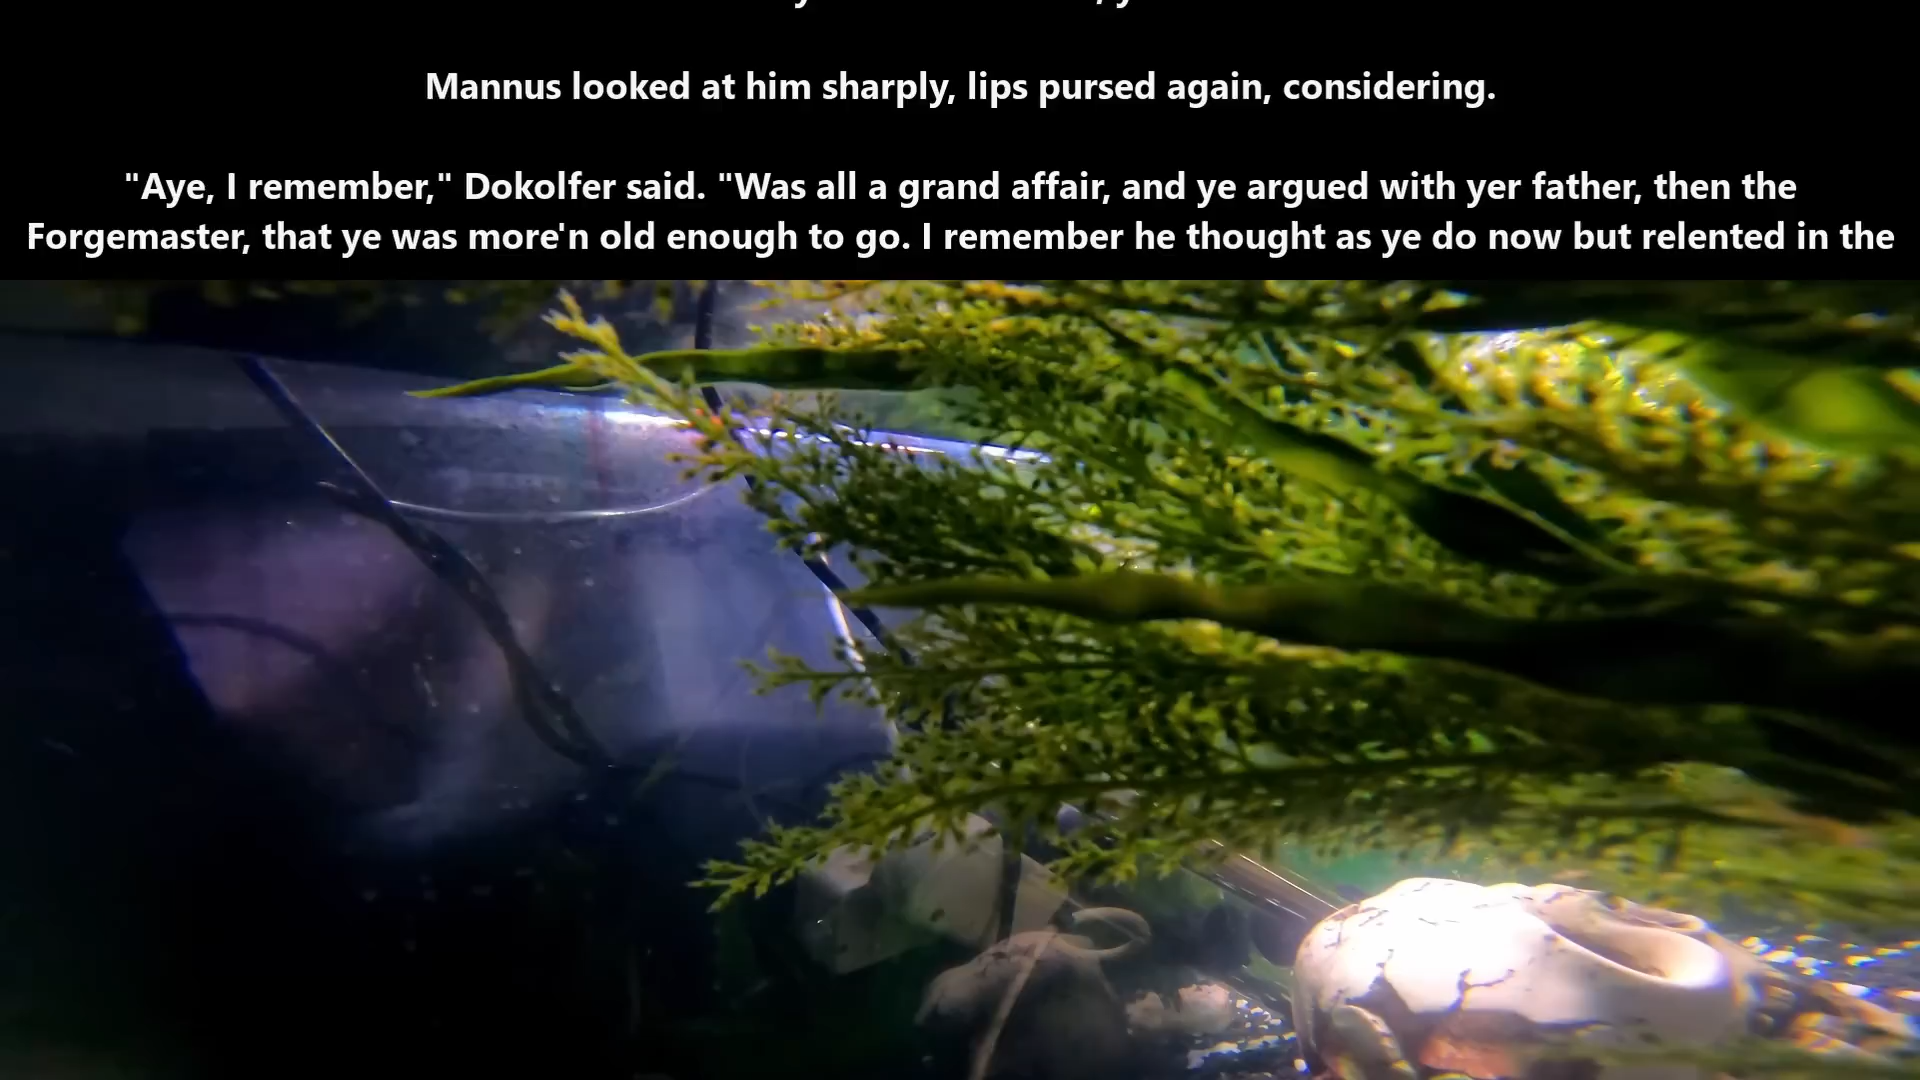 Mannus looked at him sharply, lips pursed again, considering.
"Aye, I remember," Dokolfer said. "Was all a grand affair, and ye argued with yer father, then the
Forgemaster, that ye was more'n old enough to go. I remember he thought as ye do now but relented in the